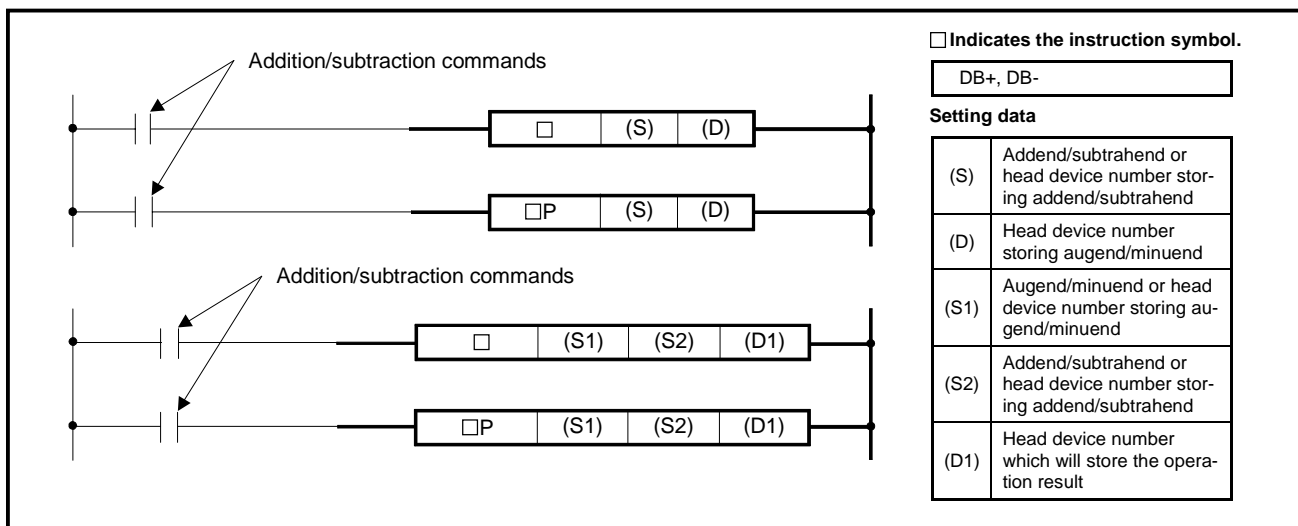 Addition/subtraction commands
□ (S) (D)
□P (S) (D)
Addition/subtraction commands
□ (S1) (S2) (D1)
□P (S1) (S2) (D1)
□ Indicates the instruction symbol.
DB+, DB-
Setting data
(S) Addend/subtrahend or
head device number stor-
ing addend/subtrahend
(D) Head device number
storing augend/minuend
(S1) Augend/minuend or head
device number storing au-
gend/minuend
(S2) Addend/subtrahend or
head device number stor-
ing addend/subtrahend
(D1) Head device number
which will store the opera-
tion result